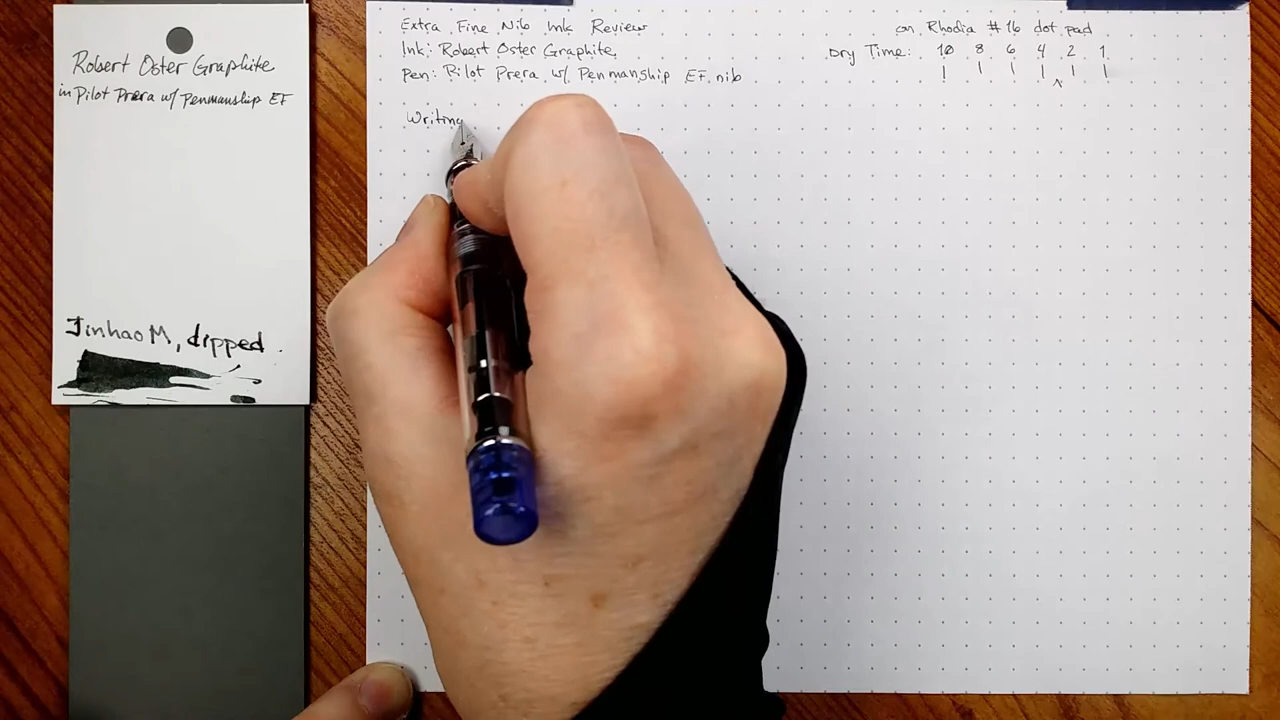 Robert Oster Graphite
in Pilot Prera w/ Penmanship EF
Jinhao M, dipped.
Extra Fine Nib Ink Review
Ink: Robert Oster Graphite
Pen: Pilot Prera w/ Penmanship EF nib
Writing
on Rhodia #16 dot pad
Dry Time: 10 8 6 4 2 1